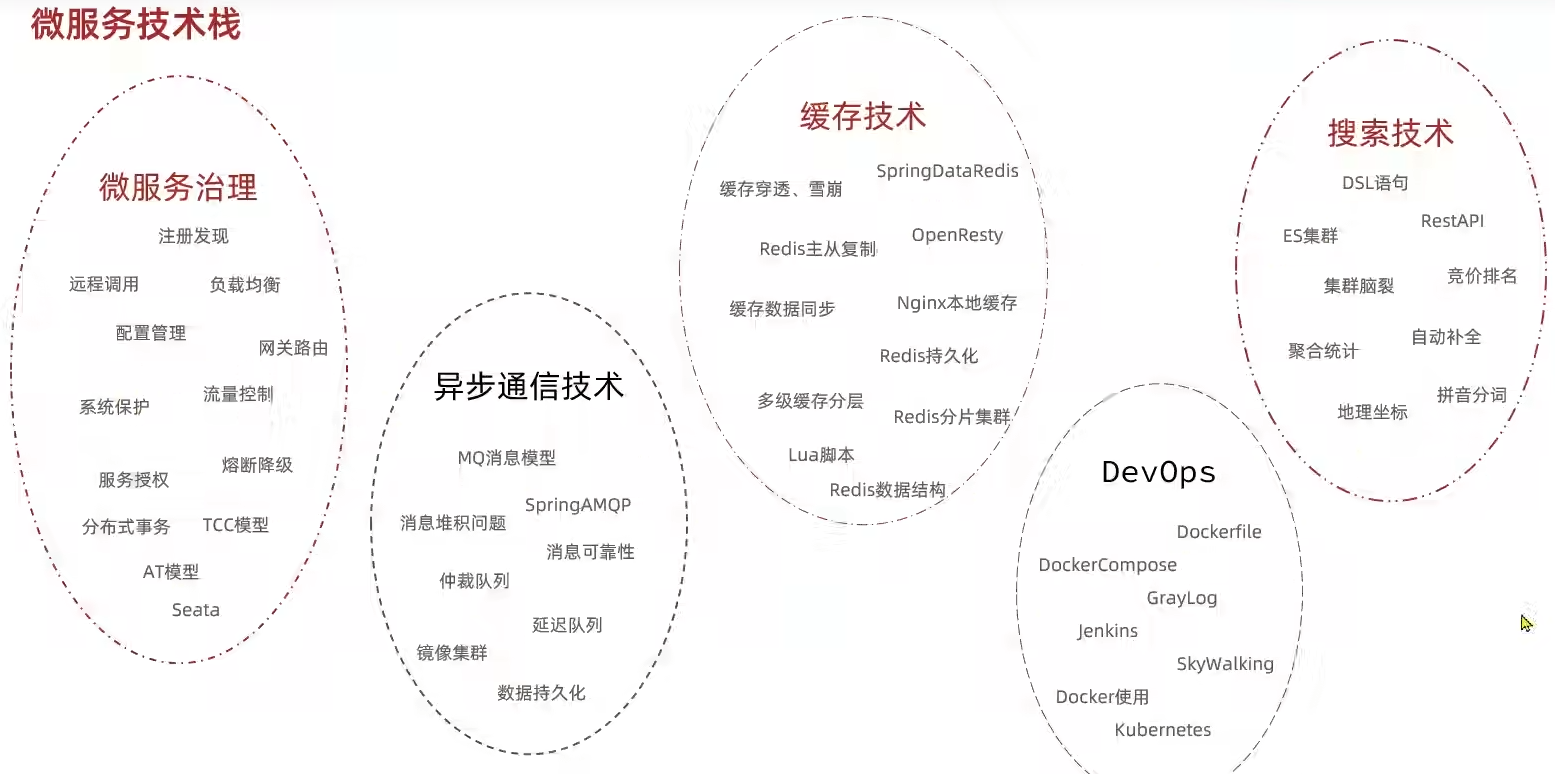 微服务技术栈
微服务治理
注册发现
远程调用
负载均衡
配置管理
网关路由
系统保护
流量控制
服务授权
熔断降级
分布式事务
TCC模型
AT模型
Seata
异步通信技术
MQ消息模型
SpringAMQP
消息堆积问题
消息可靠性
仲裁队列
延迟队列
镜像集群
数据持久化
缓存技术
SpringDataRedis
缓存穿透、雪崩
OpenResty
Redis主从复制
Nginx本地缓存
缓存数据同步
Redis持久化
多级缓存分层
Redis分片集群
Lua脚本
Redis数据结构
DevOps
Dockerfile
DockerCompose
GrayLog
Jenkins
SkyWalking
Docker使用
Kubernetes
搜索技术
DSL语句
RestAPI
ES集群
竞价排名
集群脑裂
自动补全
聚合统计
拼音分词
地理坐标